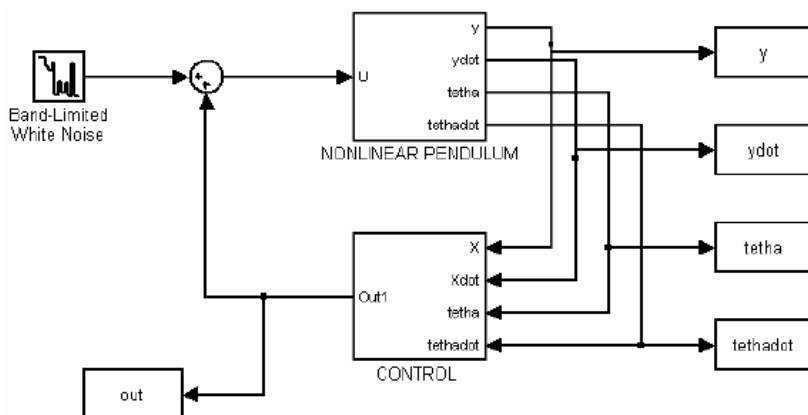 y
ydot
tetha
tethadot
U
NONLINEAR PENDULUM
Band-Limited
White Noise
++
y
ydot
tetha
tethadot
X
Xdot
tetha
tethadot
Out1
CONTROL
out